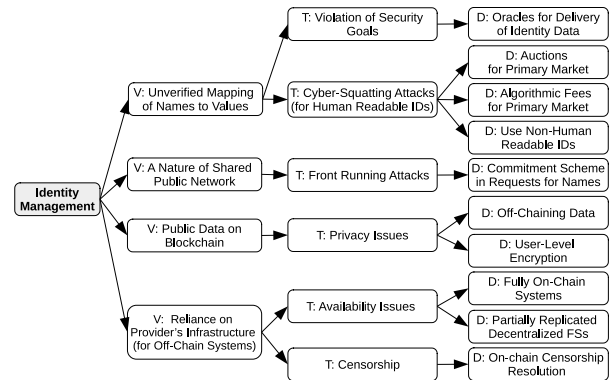 Identity
Management
V: Unverified Mapping
of Names to Values
V: A Nature of Shared
Public Network
V: Public Data on
Blockchain
V: Reliance on
Provider's Infrastructure
(for Off-Chain Systems)
T: Violation of Security
Goals
T: Cyber-Squatting Attacks
(for Human Readable IDs)
T: Front Running Attacks
T: Privacy Issues
T: Availability Issues
T: Censorship
D: Oracles for Delivery
of Identity Data
D: Auctions
for Primary Market
D: Algorithmic Fees
for Primary Market
D: Use Non-Human
Readable IDs
D: Commitment Scheme
in Requests for Names
D: Off-Chaining Data
D: User-Level
Encryption
D: Fully On-Chain
Systems
D: Partially Replicated
Decentralized FSs
D: On-chain Censorship
Resolution